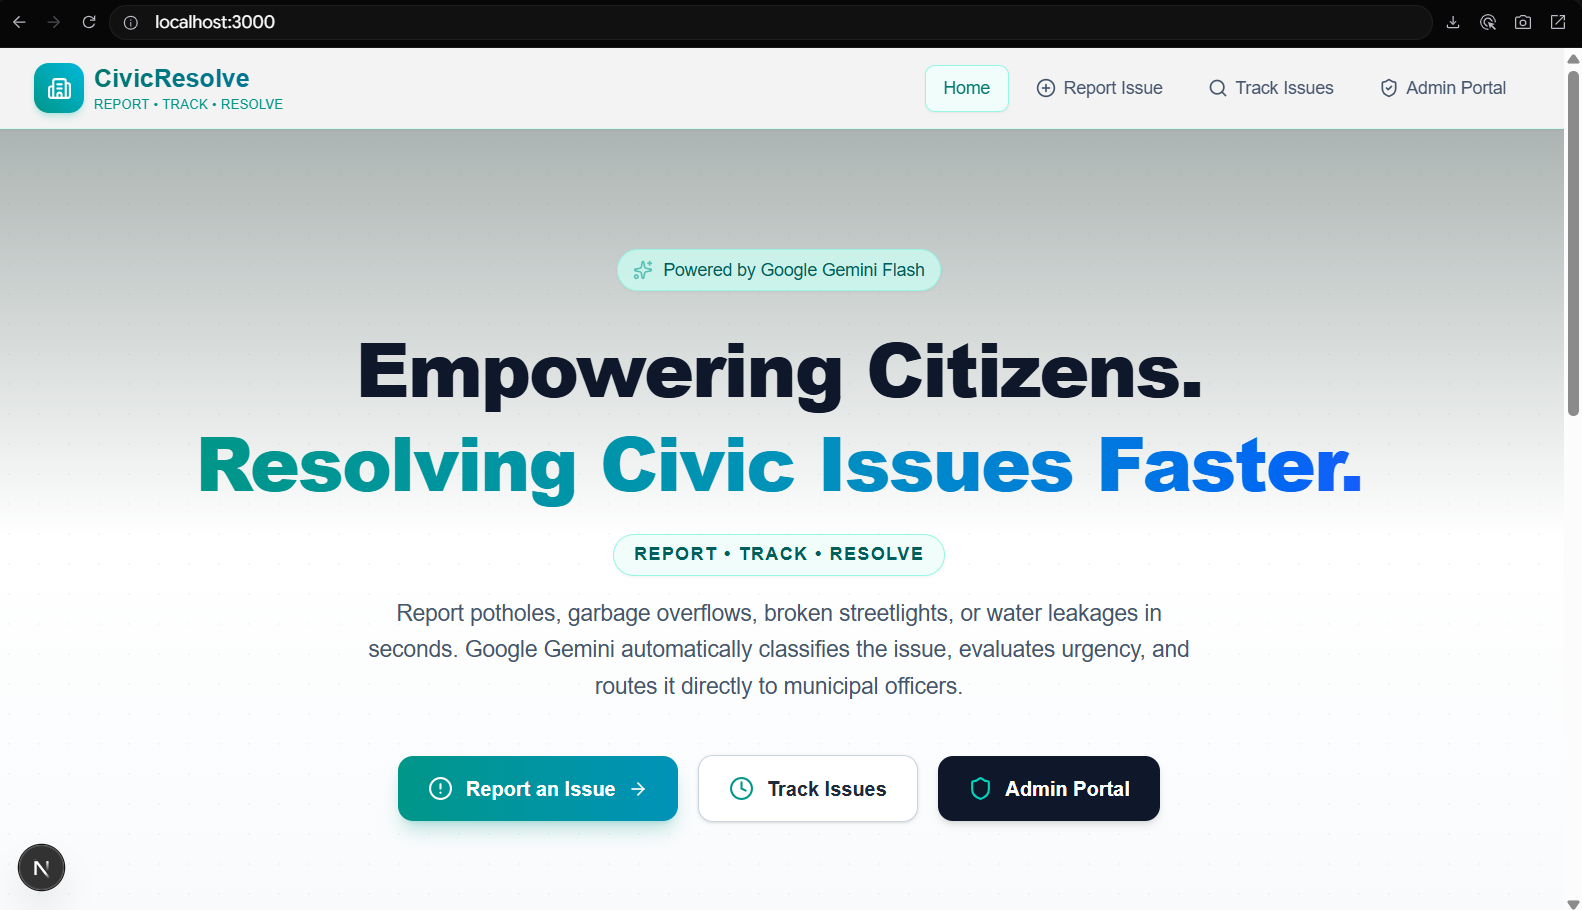 localhost:3000
CivicResolve
REPORT • TRACK • RESOLVE
Home
Report Issue
Track Issues
Admin Portal
Powered by Google Gemini Flash
Empowering Citizens.
Resolving Civic Issues Faster.
REPORT • TRACK • RESOLVE
Report potholes, garbage overflows, broken streetlights, or water leakages in
seconds. Google Gemini automatically classifies the issue, evaluates urgency, and
routes it directly to municipal officers.
Report an Issue →
Track Issues
Admin Portal
N